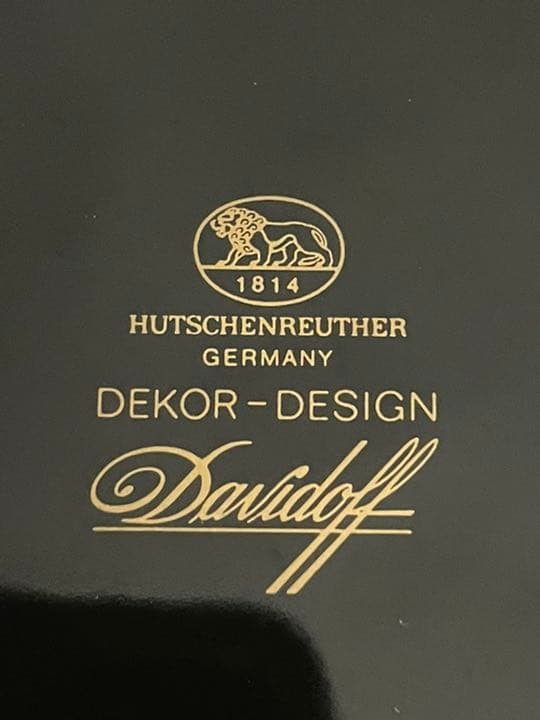 1814
HUTSCHENREUTHER
GERMANY
DEKOR-DESIGN
Davidoff